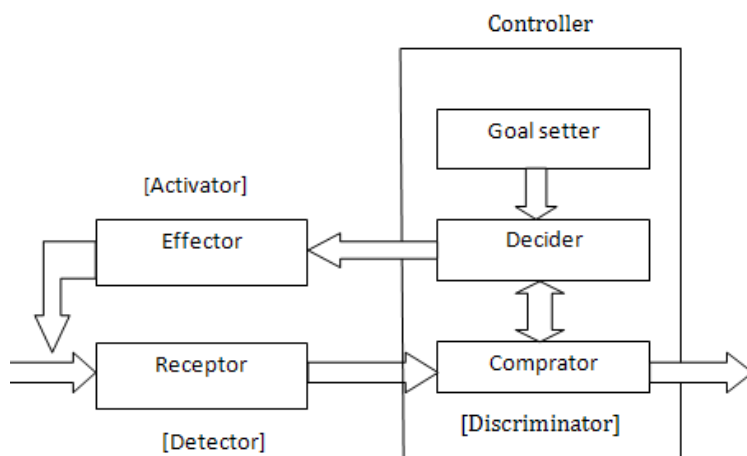 Controller
Goal setter
[Activator]
Effector
Decider
Receptor
Comprator
[Detector]
[Discriminator]